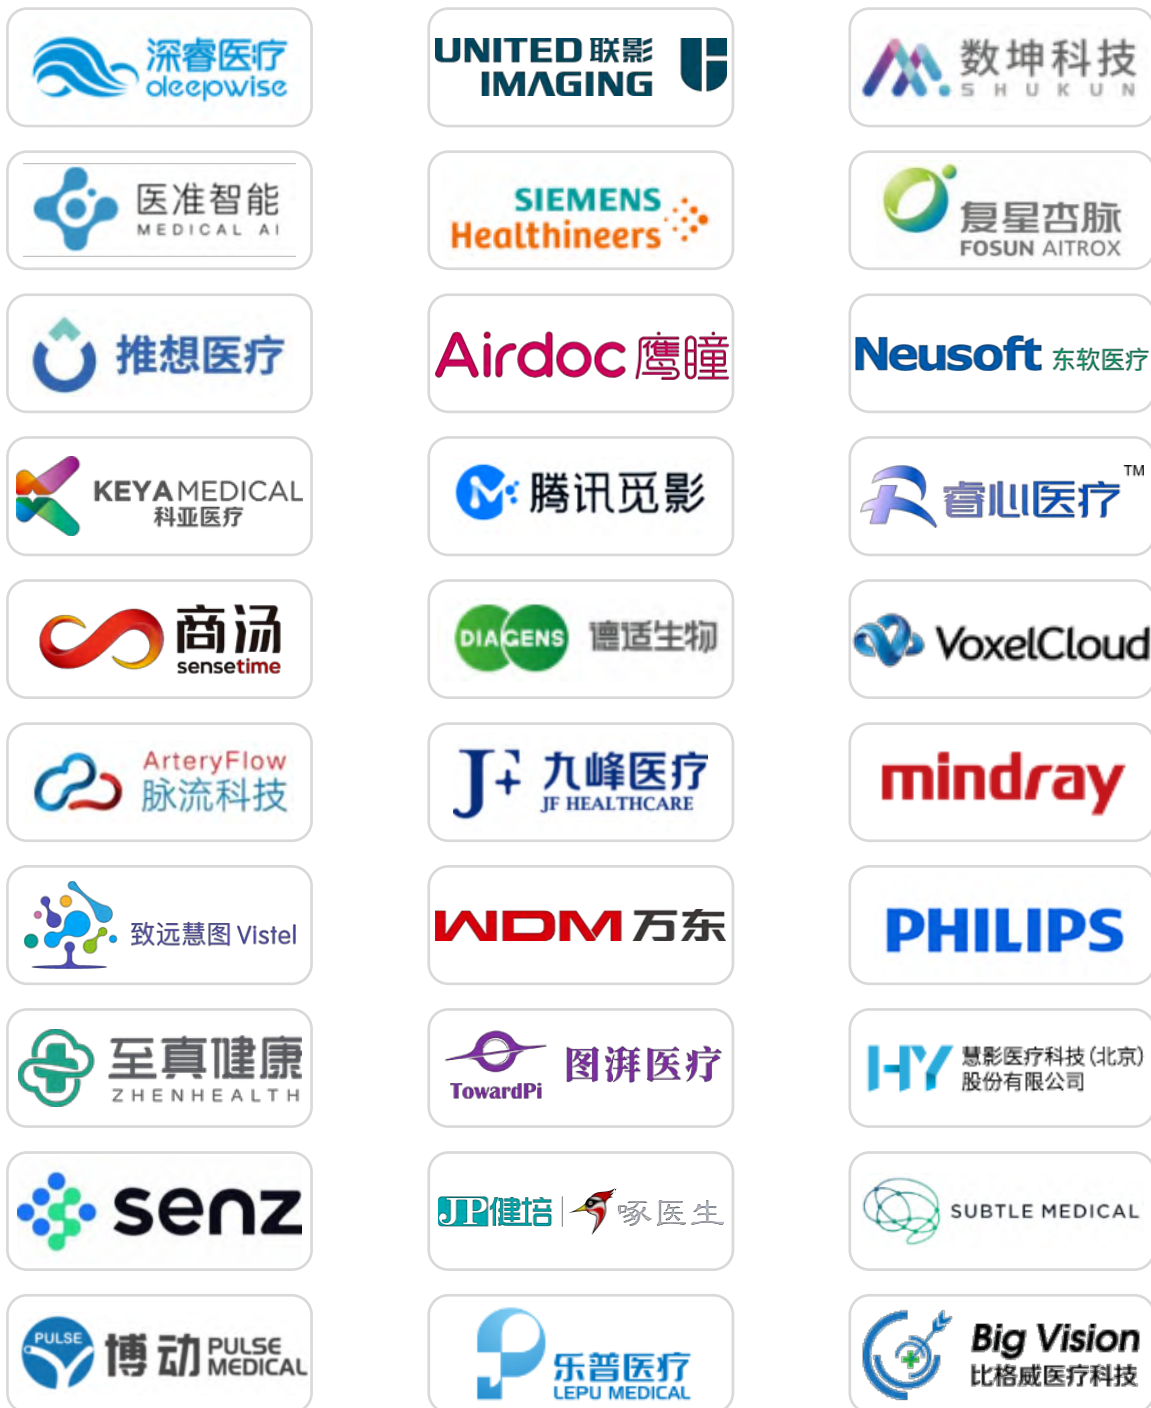 深睿医疗
deepwise
UNITED 联影
IMAGING
数坤科技
SHUKUN
医准智能
MEDICAL AI
SIEMENS
Healthineers
复星杏脉
FOSUN AITROX
推想医疗
Airdoc 鹰瞳
Neusoft 东软医疗
KEYA MEDICAL
科亚医疗
腾讯觅影
睿心医疗 TM
商汤
sensetime
DIAGENS 德适生物
VoxelCloud
ArteryFlow
脉流科技
九峰医疗
JF HEALTHCARE
mindray
致远慧图 Vistel
WDM 万东
PHILIPS
至真健康
ZHENHEALTH
TowardPi
图湃医疗
HY
慧影医疗科技(北京)
股份有限公司
senz
JP健培
啄医生
SUBTLE MEDICAL
PULSE
博动 PULSE
MEDICAL
乐普医疗
LEPU MEDICAL
Big Vision
比格威医疗科技